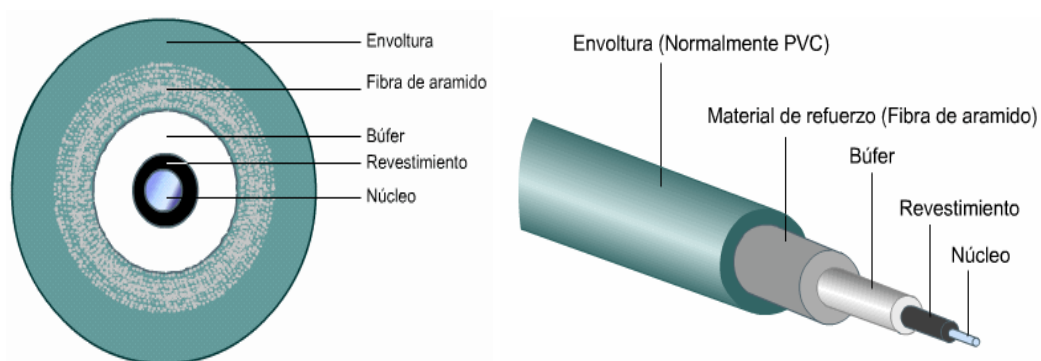 Envoltura
Fibra de aramido
Búfer
Revestimiento
Núcleo
Envoltura (Normalmente PVC)
Material de refuerzo (Fibra de aramido)
Búfer
Revestimiento
Núcleo